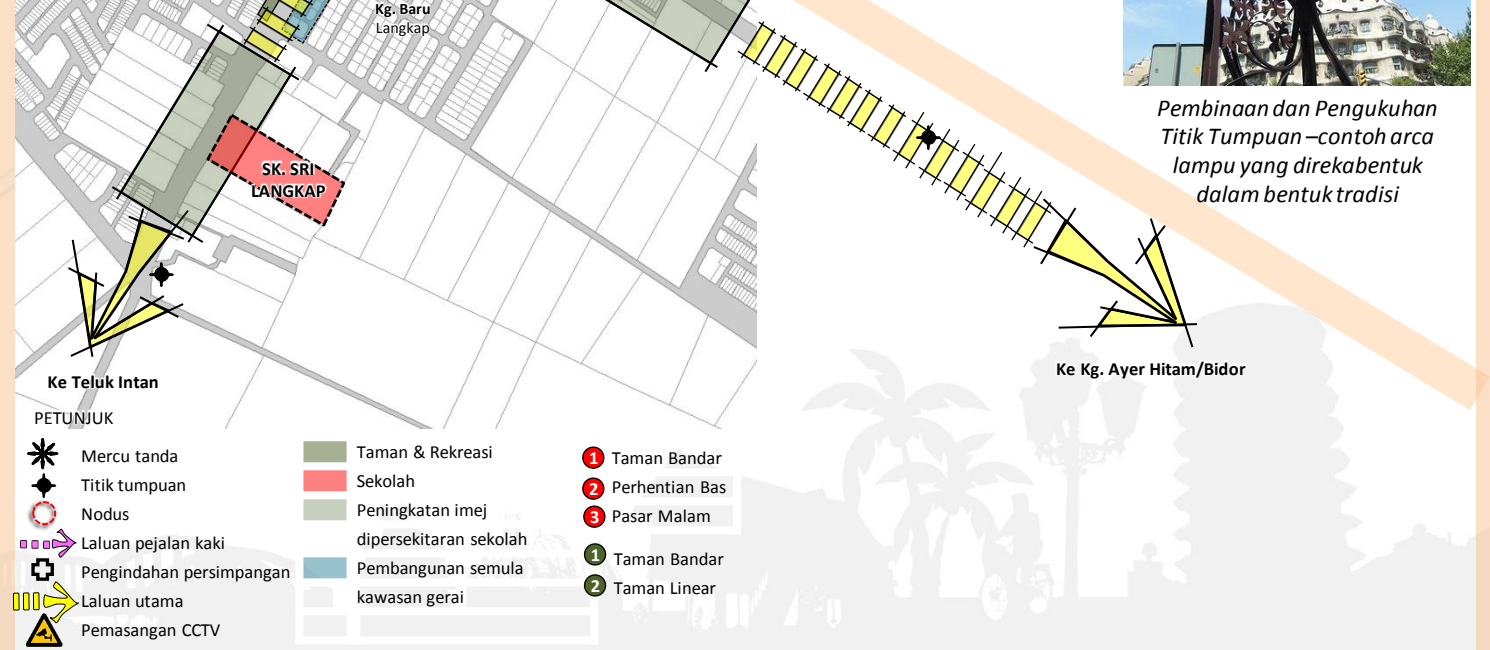 Kg. Baru
Langkap
SK. SRI
LANGKAP
Pembinaan dan Pengukuhan
Titik Tumpuan –contoh arca
lampu yang direkabentuk
dalam bentuk tradisi
Ke Teluk Intan
Ke Kg. Ayer Hitam/Bidor
PETUNJUK
Mercu tanda
Titik tumpuan
Nodus
Laluan pejalan kaki
Pengindahan persimpangan
Laluan utama
Pemasangan CCTV
Taman & Rekreasi
Sekolah
Peningkatan imej
dipersekitaran sekolah
Pembangunan semula
kawasan gerai
1 Taman Bandar
2 Perhentian Bas
3 Pasar Malam
1 Taman Bandar
2 Taman Linear